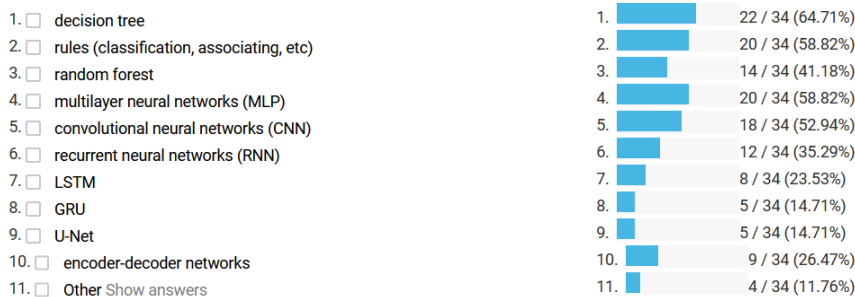 1. decision tree 1. 22 / 34 (64.71%)
2. rules (classification, associating, etc) 2. 20 / 34 (58.82%)
3. random forest 3. 14 / 34 (41.18%)
4. multilayer neural networks (MLP) 4. 20 / 34 (58.82%)
5. convolutional neural networks (CNN) 5. 18 / 34 (52.94%)
6. recurrent neural networks (RNN) 6. 12 / 34 (35.29%)
7. LSTM 7. 8 / 34 (23.53%)
8. GRU 8. 5 / 34 (14.71%)
9. U-Net 9. 5 / 34 (14.71%)
10. encoder-decoder networks 10. 9 / 34 (26.47%)
11. Other Show answers 11. 4 / 34 (11.76%)